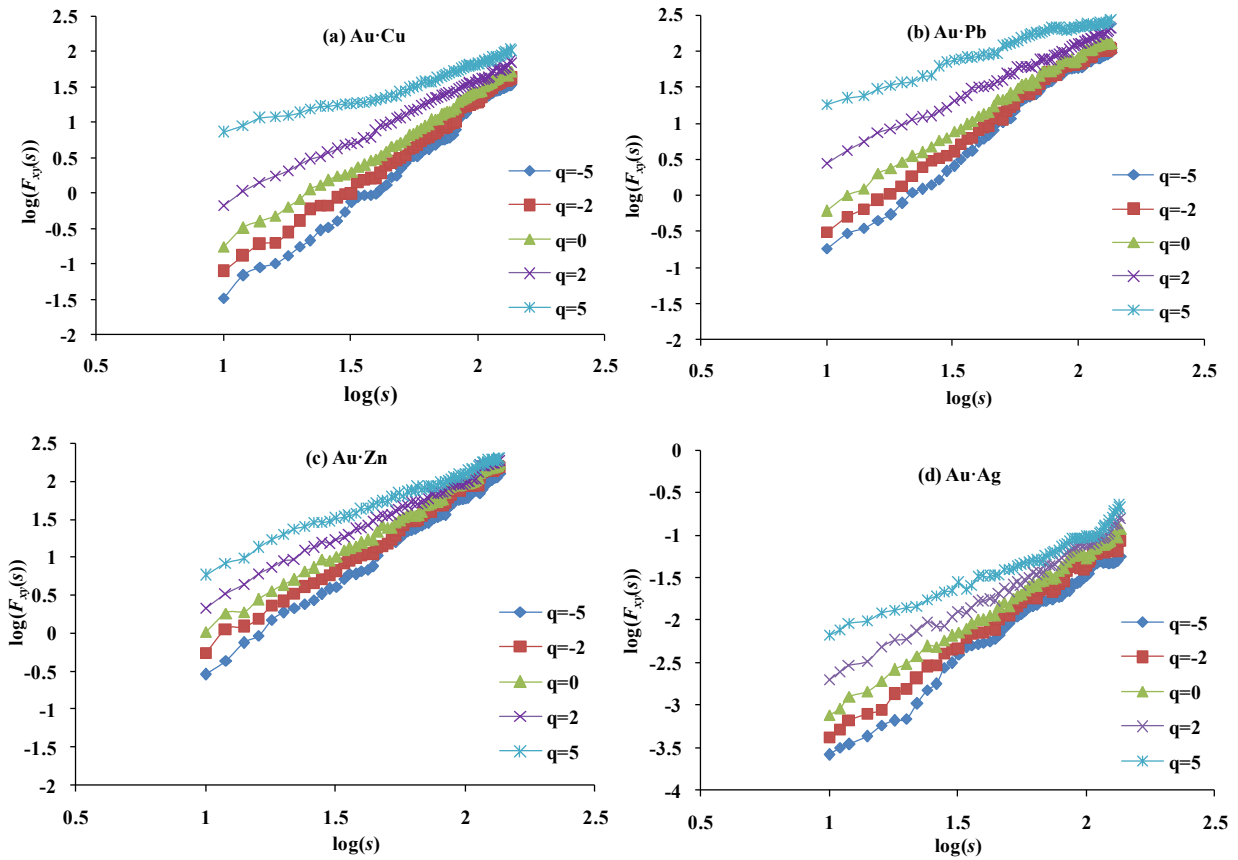 (a) Au·Cu
2.5
2
1.5
1
0.5
0
-0.5
-1
-1.5
-2
log(Fxy(s))
0.5 1 1.5 2 2.5
log(s)
q=-5
q=-2
q=0
q=2
q=5
(b) Au·Pb
2.5
2
1.5
1
0.5
0
-0.5
-1
-1.5
-2
log(Fxy(s))
0.5 1 1.5 2 2.5
log(s)
q=-5
q=-2
q=0
q=2
q=5
(c) Au·Zn
2.5
2
1.5
1
0.5
0
-0.5
-1
-1.5
-2
log(Fxy(s))
0.5 1 1.5 2 2.5
log(s)
q=-5
q=-2
q=0
q=2
q=5
(d) Au·Ag
0
-0.5
-1
-1.5
-2
-2.5
-3
-3.5
-4
log(Fxy(s))
0.5 1 1.5 2 2.5
log(s)
q=-5
q=-2
q=0
q=2
q=5